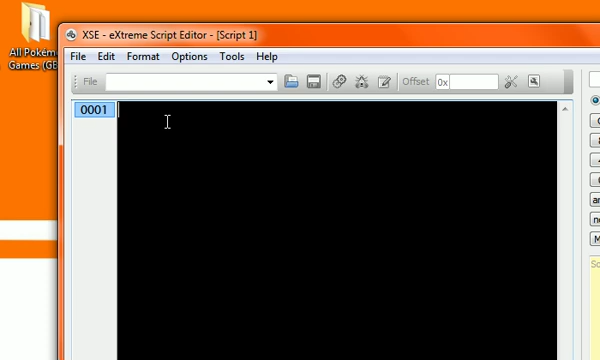 All Pokém
Games (GE
XSE - eXtreme Script Editor - [Script 1]
File Edit Format Options Tools Help
File Offset 0x
0001